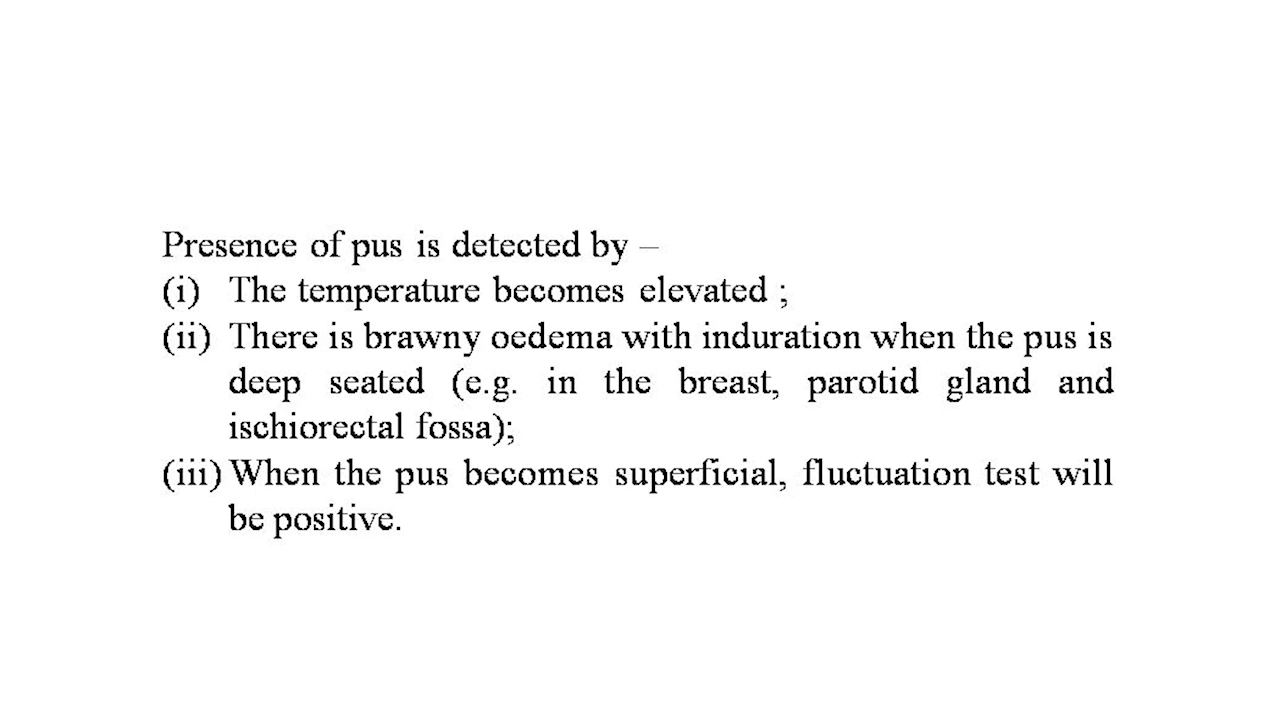 Presence of pus is detected by –
(i) The temperature becomes elevated ;
(ii) There is brawny oedema with induration when the pus is
deep seated (e.g. in the breast, parotid gland and
ischiorectal fossa);
(iii) When the pus becomes superficial, fluctuation test will
be positive.